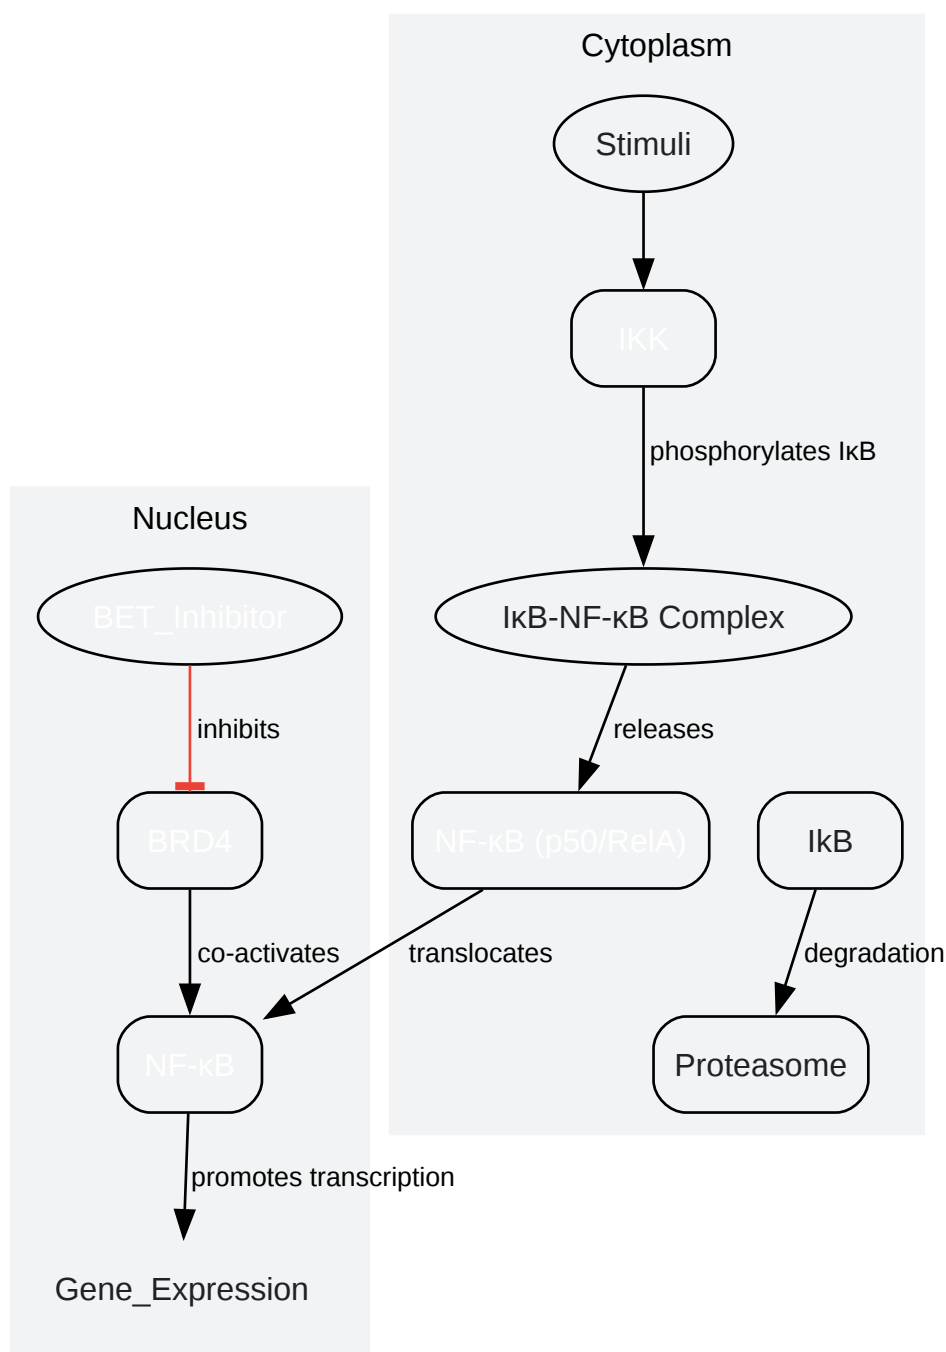 Cytoplasm
Stimuli
IKK
phosphorylates IκB
Nucleus
BET_Inhibitor
IκB-NF-κB Complex
inhibits
releases
BRD4
NF-κB (p50/RelA)
IkB
co-activates
translocates
degradation
NF-κB
Proteasome
promotes transcription
Gene_Expression